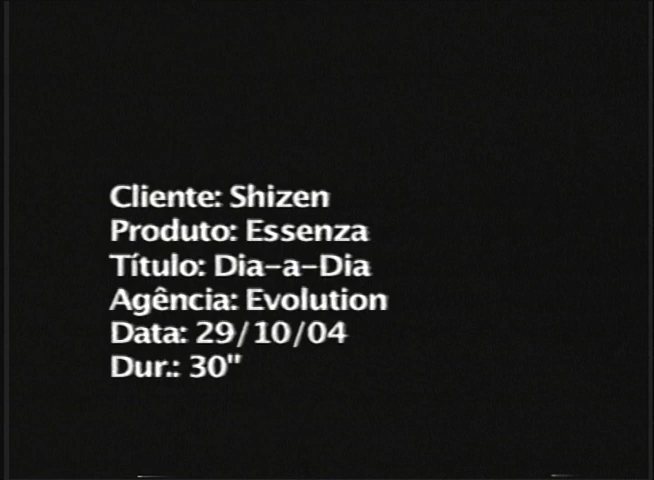 Cliente: Shizen
Produto: Essenza
Título: Dia-a-Dia
Agência: Evolution
Data: 29/10/04
Dur.: 30"